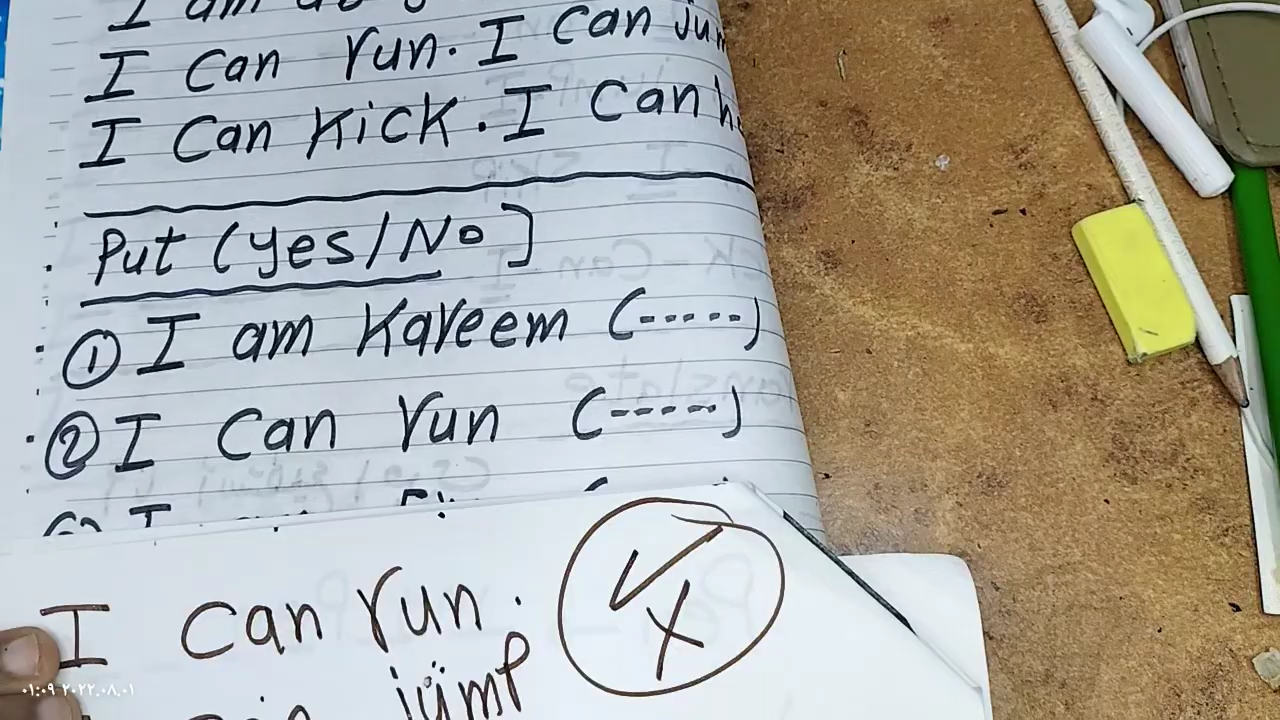 I am
I can run. I can
I can kick. I can
Put (yes/No]
① I am Kareem (-----)
② I can run (-----)
I can run.
✓
X
jump
٠١:٠٩ ٢٠٢٢.٠٨.٠١